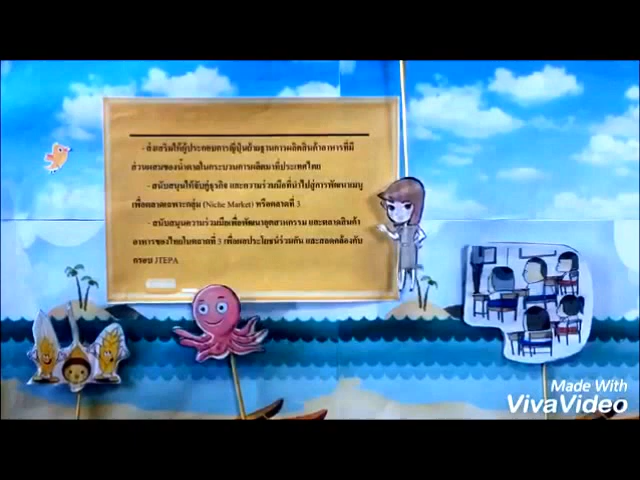 - ส่งเสริมให้ผู้ประกอบการญี่ปุ่นย้ายฐานการผลิตสินค้าอาหารที่มี
ส่วนผสมของน้ำตาลในกระบวนการผลิตมาที่ประเทศไทย
- สนับสนุนให้จับคู่ธุรกิจ และความร่วมมือที่นำไปสู่การพัฒนาเมนู
เพื่อตลาดเฉพาะกลุ่ม (Niche Market) หรือตลาดที่ 3
- สนับสนุนความร่วมมือเพื่อพัฒนาอุตสาหกรรม และตลาดสินค้า
อาหารของไทยในตลาดที่ 3 เพื่อผลประโยชน์ร่วมกัน และสอดคล้องกับ
กรอบ JTEPA
Made With
VivaVideo